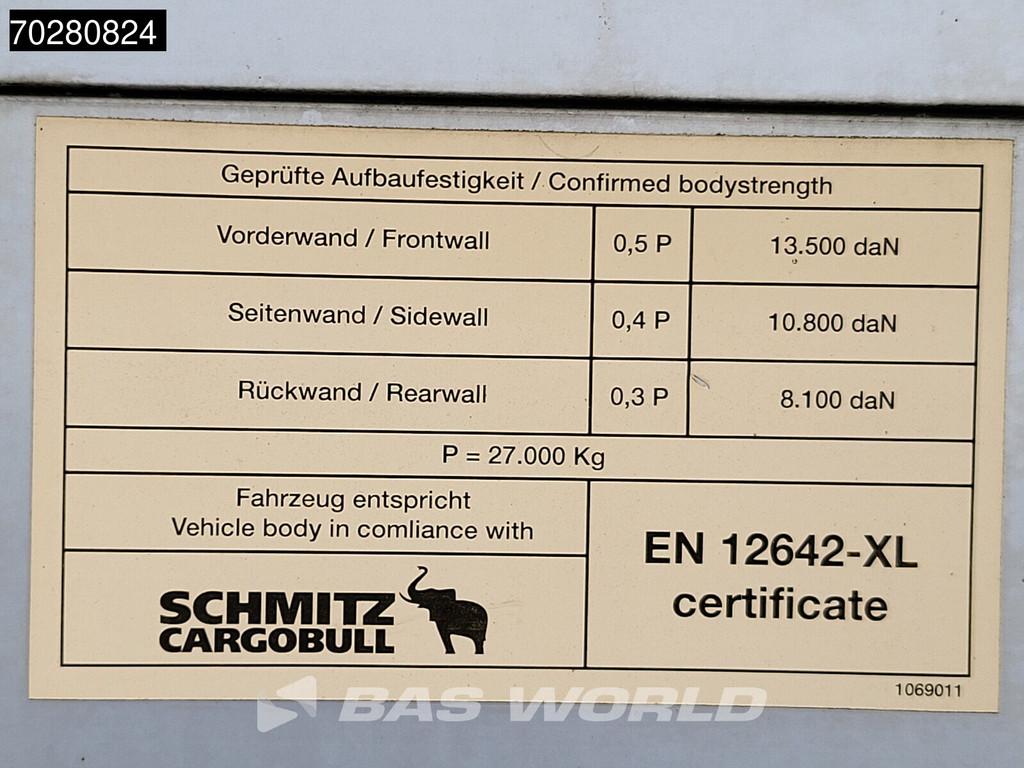 70280824
Geprüfte Aufbaufestigkeit / Confirmed bodystrength
Vorderwand / Frontwall 0,5 P 13.500 daN
Seitenwand / Sidewall 0,4 P 10.800 daN
Rückwand / Rearwall 0,3 P 8.100 daN
P = 27.000 Kg
Fahrzeug entspricht
Vehicle body in comliance with
EN 12642-XL
certificate
SCHMITZ
CARGOBULL
1069011
BAS WORLD